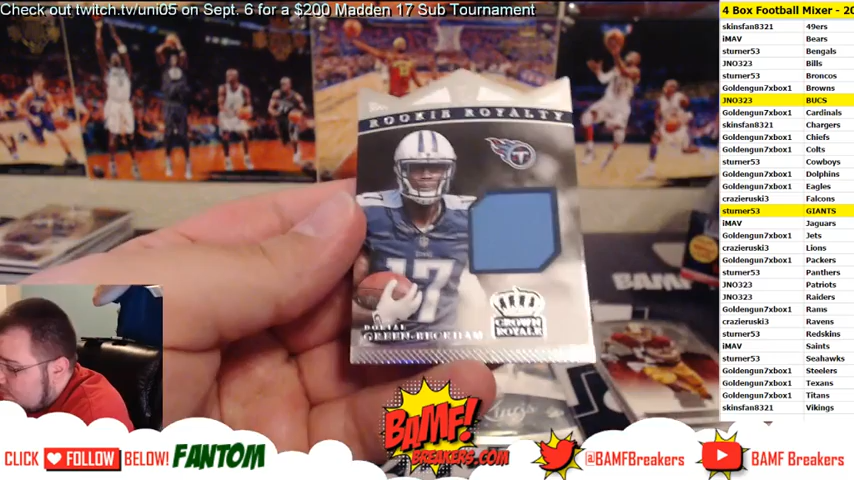 Check out twitch.tv/uni05 on Sept. 6 for a $200 Madden 17 Sub Tournament
4 Box Football Mixer - 20
skinsfan8321 49ers
iMAV Bears
sturner53 Bengals
JNO323 Bills
sturner53 Broncos
Goldengun7xbox1 Browns
JNO323 BUCS
Goldengun7xbox1 Cardinals
skinsfan8321 Chargers
Goldengun7xbox1 Chiefs
Goldengun7xbox1 Colts
sturner53 Cowboys
Goldengun7xbox1 Dolphins
Goldengun7xbox1 Eagles
crazieruski3 Falcons
sturner53 GIANTS
iMAV Jaguars
Goldengun7xbox1 Jets
crazieruski3 Lions
Goldengun7xbox1 Packers
sturner53 Panthers
JNO323 Patriots
JNO323 Raiders
Goldengun7xbox1 Rams
crazieruski3 Ravens
sturner53 Redskins
iMAV Saints
sturner53 Seahawks
Goldengun7xbox1 Steelers
Goldengun7xbox1 Texans
Goldengun7xbox1 Titans
skinsfan8321 Vikings
ROOKIE ROYALTY
T
17
17
DORIAL
GREEN-BECKHAM
CROWN
ROYALE
BAMF
CLICK FOLLOW BELOW! FANTOM
BAMF!
BREAKERS.COM
@BAMFBreakers
BAMF Breakers